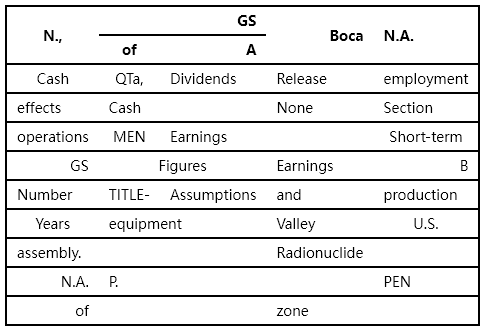 GS
N., Boca N.A.
of A
Cash QTa, Dividends Release employment
effects Cash None Section
operations MEN Earnings Short-term
GS Figures Earnings B
Number TITLE- Assumptions and production
Years equipment Valley U.S.
assembly. Radionuclide
N.A. P. PEN
of zone